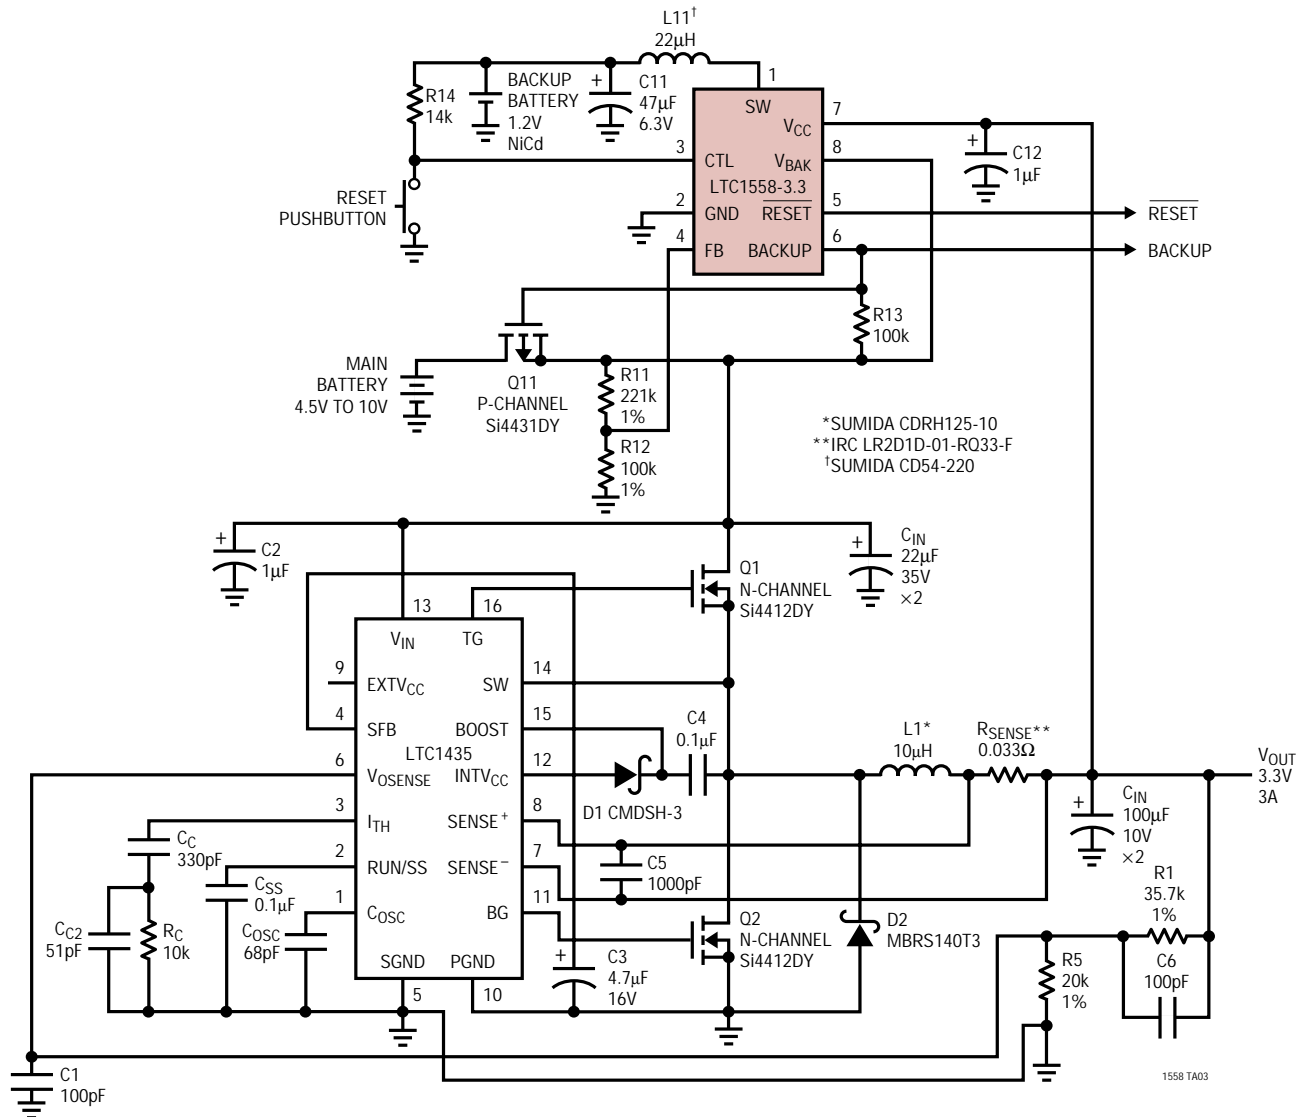 L11†
22µH
1
R14
14k
BACKUP
BATTERY
1.2V
NiCd
+
C11
47µF
6.3V
SW
VCC
7
3
CTL
VBAK
8
+
C12
1µF
LTC1558-3.3
RESET
PUSHBUTTON
2
GND
RESET
5
RESET
4
FB
BACKUP
6
BACKUP
R13
100k
MAIN
BATTERY
4.5V TO 10V
Q11
P-CHANNEL
Si4431DY
R11
221k
1%
R12
100k
1%
*SUMIDA CDRH125-10
**IRC LR2D1D-01-RQ33-F
†SUMIDA CD54-220
+
C2
1µF
+
CIN
22µF
35V
×2
Q1
N-CHANNEL
Si4412DY
13
16
VIN
TG
9
EXTVCC
SW
14
4
SFB
BOOST
15
LTC1435
C4
0.1µF
6
VOSENSE
INTVCC
12
D1 CMDSH-3
L1*
10µH
RSENSE**
0.033Ω
VOUT
3.3V
3A
3
ITH
SENSE+
8
+
CIN
100µF
10V
×2
CC
330pF
2
RUN/SS
SENSE–
7
C5
1000pF
CSS
0.1µF
1
COSC
BG
11
R1
35.7k
1%
CC2
51pF
RC
10k
COSC
68pF
Q2
N-CHANNEL
Si4412DY
D2
MBRS140T3
SGND
PGND
+
C3
4.7µF
16V
R5
20k
1%
C6
100pF
5
10
C1
100pF
1558 TA03